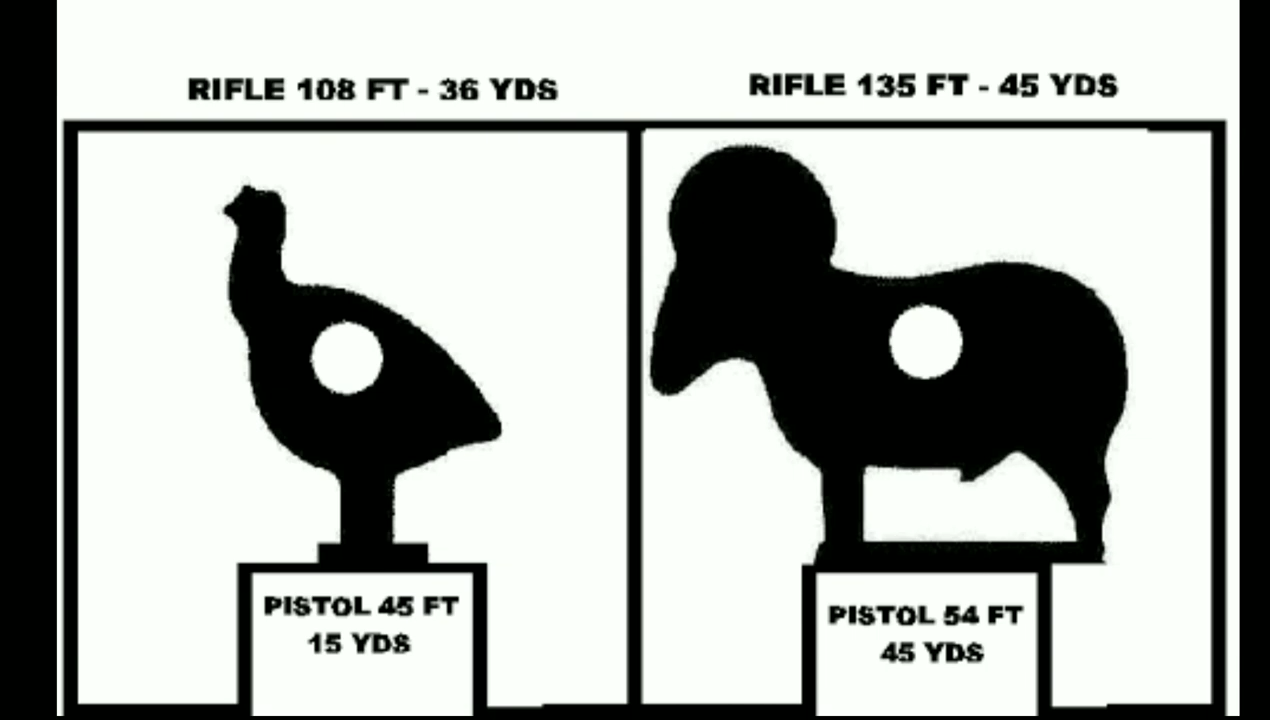 RIFLE 108 FT - 36 YDS
RIFLE 135 FT - 45 YDS
PISTOL 45 FT
15 YDS
PISTOL 54 FT
45 YDS